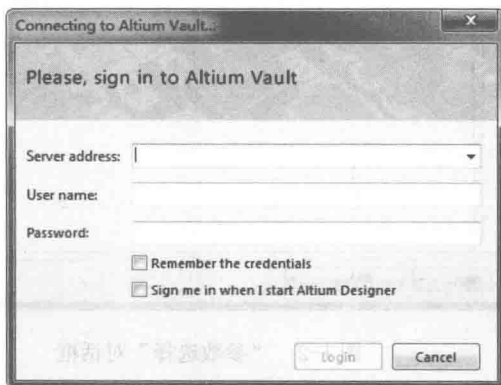 Connecting to Altium Vault...
Please, sign in to Altium Vault
Server address:
User name:
Password:
Remember the credentials
Sign me in when I start Altium Designer
Login
Cancel